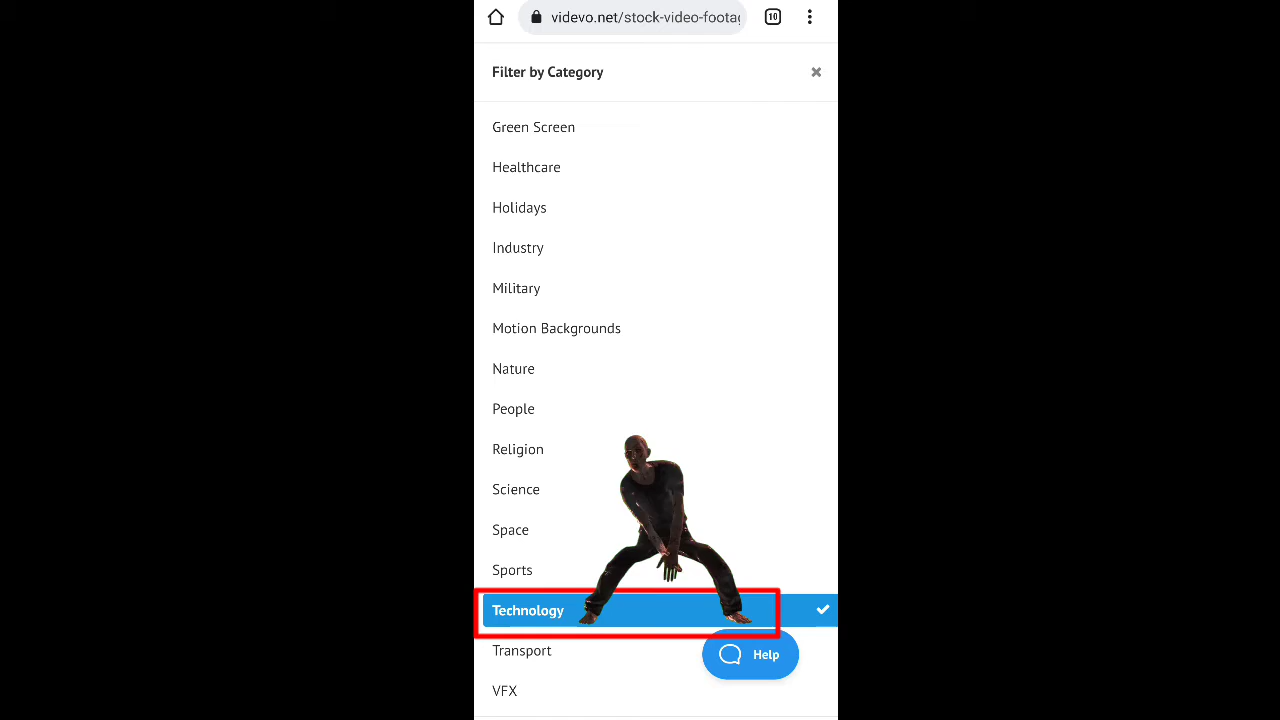 videvo.net/stock-video-footag
10
Filter by Category
Green Screen
Healthcare
Holidays
Industry
Military
Motion Backgrounds
Nature
People
Religion
Science
Space
Sports
Technology
Transport
Help
VFX